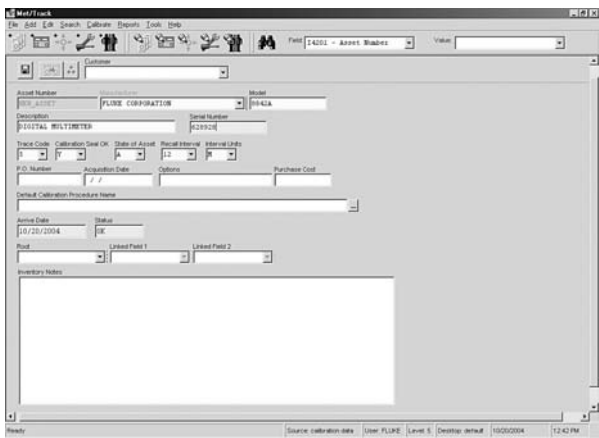 Met/Track
File Add Edit Search Calibrate Reports Tools Help
Field: I4201 - Asset Number Value:
Customer
Asset Number Manufacturer Model
FLUKE CORPORATION 8842A
Description Serial Number
DIGITAL MULTIMETER 628928
Trace Code Calibration Seal OK State of Asset Recall Interval Interval Units
Y A 12 M
P.O. Number Acquisition Date Options Purchase Cost
/ /
Default Calibration Procedure Name
...
Arrive Date Status
10/20/2004 OK
Root Linked Field 1 Linked Field 2
Inventory Notes
Ready Source: calibration data User: FLUKE Level: 5 Desktop: default 10/20/2004 12:42 PM